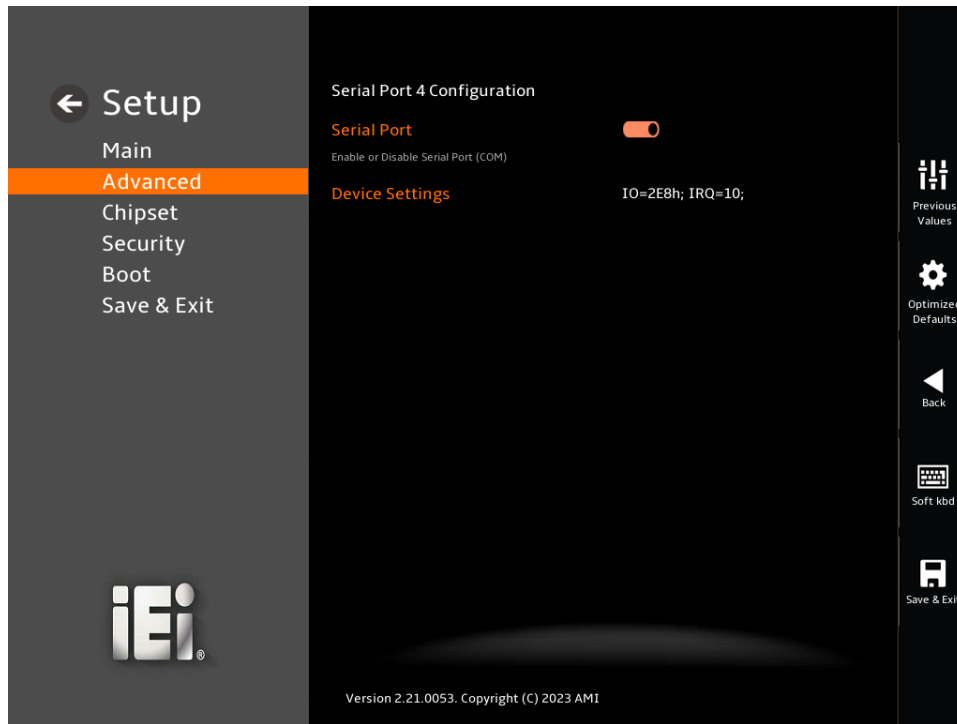 Setup
Main
Advanced
Chipset
Security
Boot
Save & Exit
iEi®
Serial Port 4 Configuration
Serial Port
Enable or Disable Serial Port (COM)
Device Settings IO=2E8h; IRQ=10;
Version 2.21.0053. Copyright (C) 2023 AMI
Previous
Values
Optimized
Defaults
Back
Soft kbd
Save & Exit